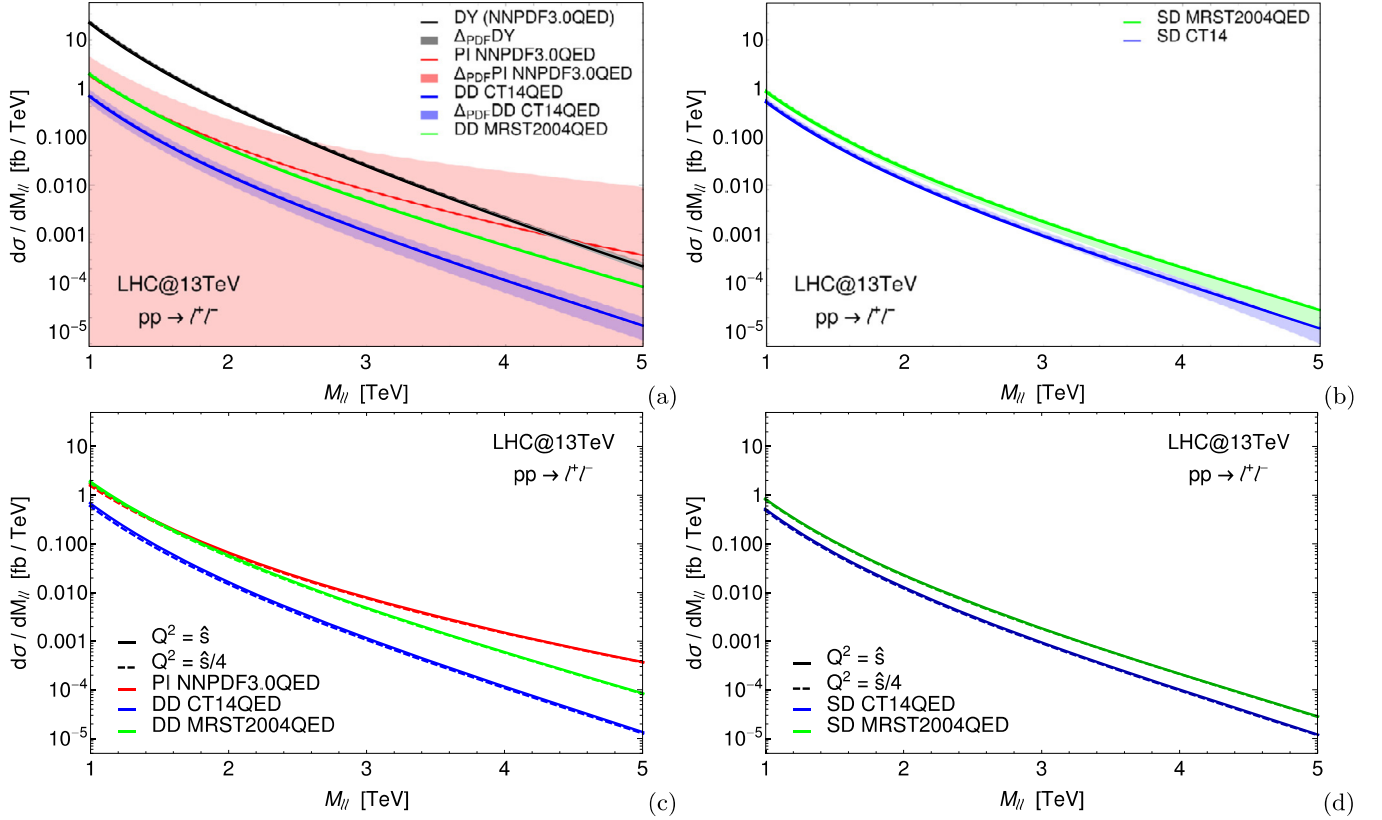 DY (NNPDF3.0QED)
Δ_PDF DY
PI NNPDF3.0QED
Δ_PDF PI NNPDF3.0QED
DD CT14QED
Δ_PDF DD CT14QED
DD MRST2004QED
10
1
0.100
0.010
0.001
10⁻⁴
10⁻⁵
dσ / dM_ll [fb / TeV]
LHC@13TeV
pp → l⁺l⁻
1 2 3 4 5
M_ll [TeV]
(a)
SD MRST2004QED
SD CT14
10
1
0.100
0.010
0.001
10⁻⁴
10⁻⁵
dσ / dM_ll [fb / TeV]
LHC@13TeV
pp → l⁺l⁻
1 2 3 4 5
M_ll [TeV]
(b)
LHC@13TeV
pp → l⁺l⁻
10
1
0.100
0.010
0.001
10⁻⁴
10⁻⁵
dσ / dM_ll [fb / TeV]
Q² = ŝ
Q² = ŝ/4
PI NNPDF3.0QED
DD CT14QED
DD MRST2004QED
1 2 3 4 5
M_ll [TeV]
(c)
LHC@13TeV
pp → l⁺l⁻
10
1
0.100
0.010
0.001
10⁻⁴
10⁻⁵
dσ / dM_ll [fb / TeV]
Q² = ŝ
Q² = ŝ/4
SD CT14QED
SD MRST2004QED
1 2 3 4 5
M_ll [TeV]
(d)